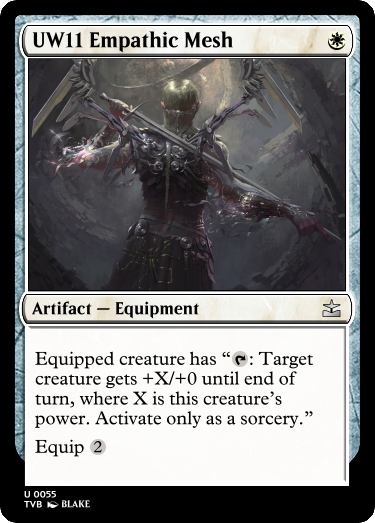 UW11 Empathic Mesh
Artifact — Equipment
Equipped creature has “: Target
creature gets +X/+0 until end of
turn, where X is this creature’s
power. Activate only as a sorcery.”
Equip 2
U 0055
TVB BLAKE